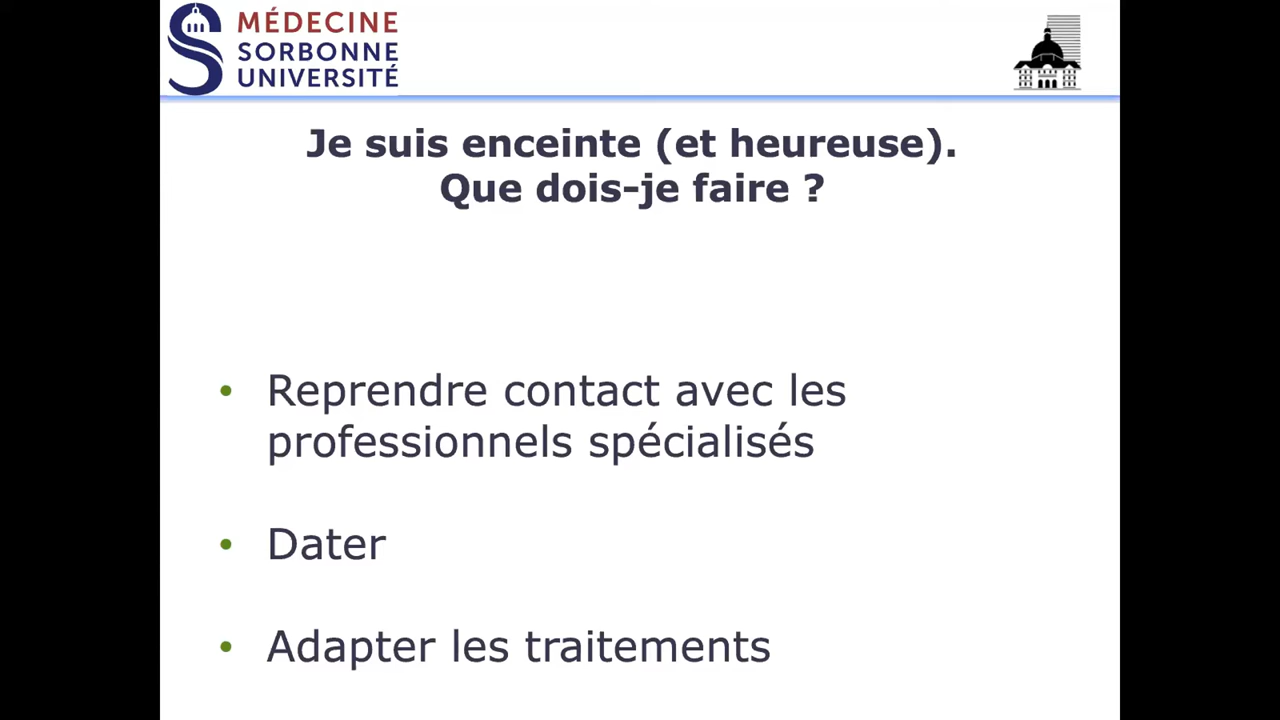 MÉDECINE
SORBONNE
UNIVERSITÉ
Je suis enceinte (et heureuse).
Que dois-je faire ?
• Reprendre contact avec les
professionnels spécialisés
• Dater
• Adapter les traitements